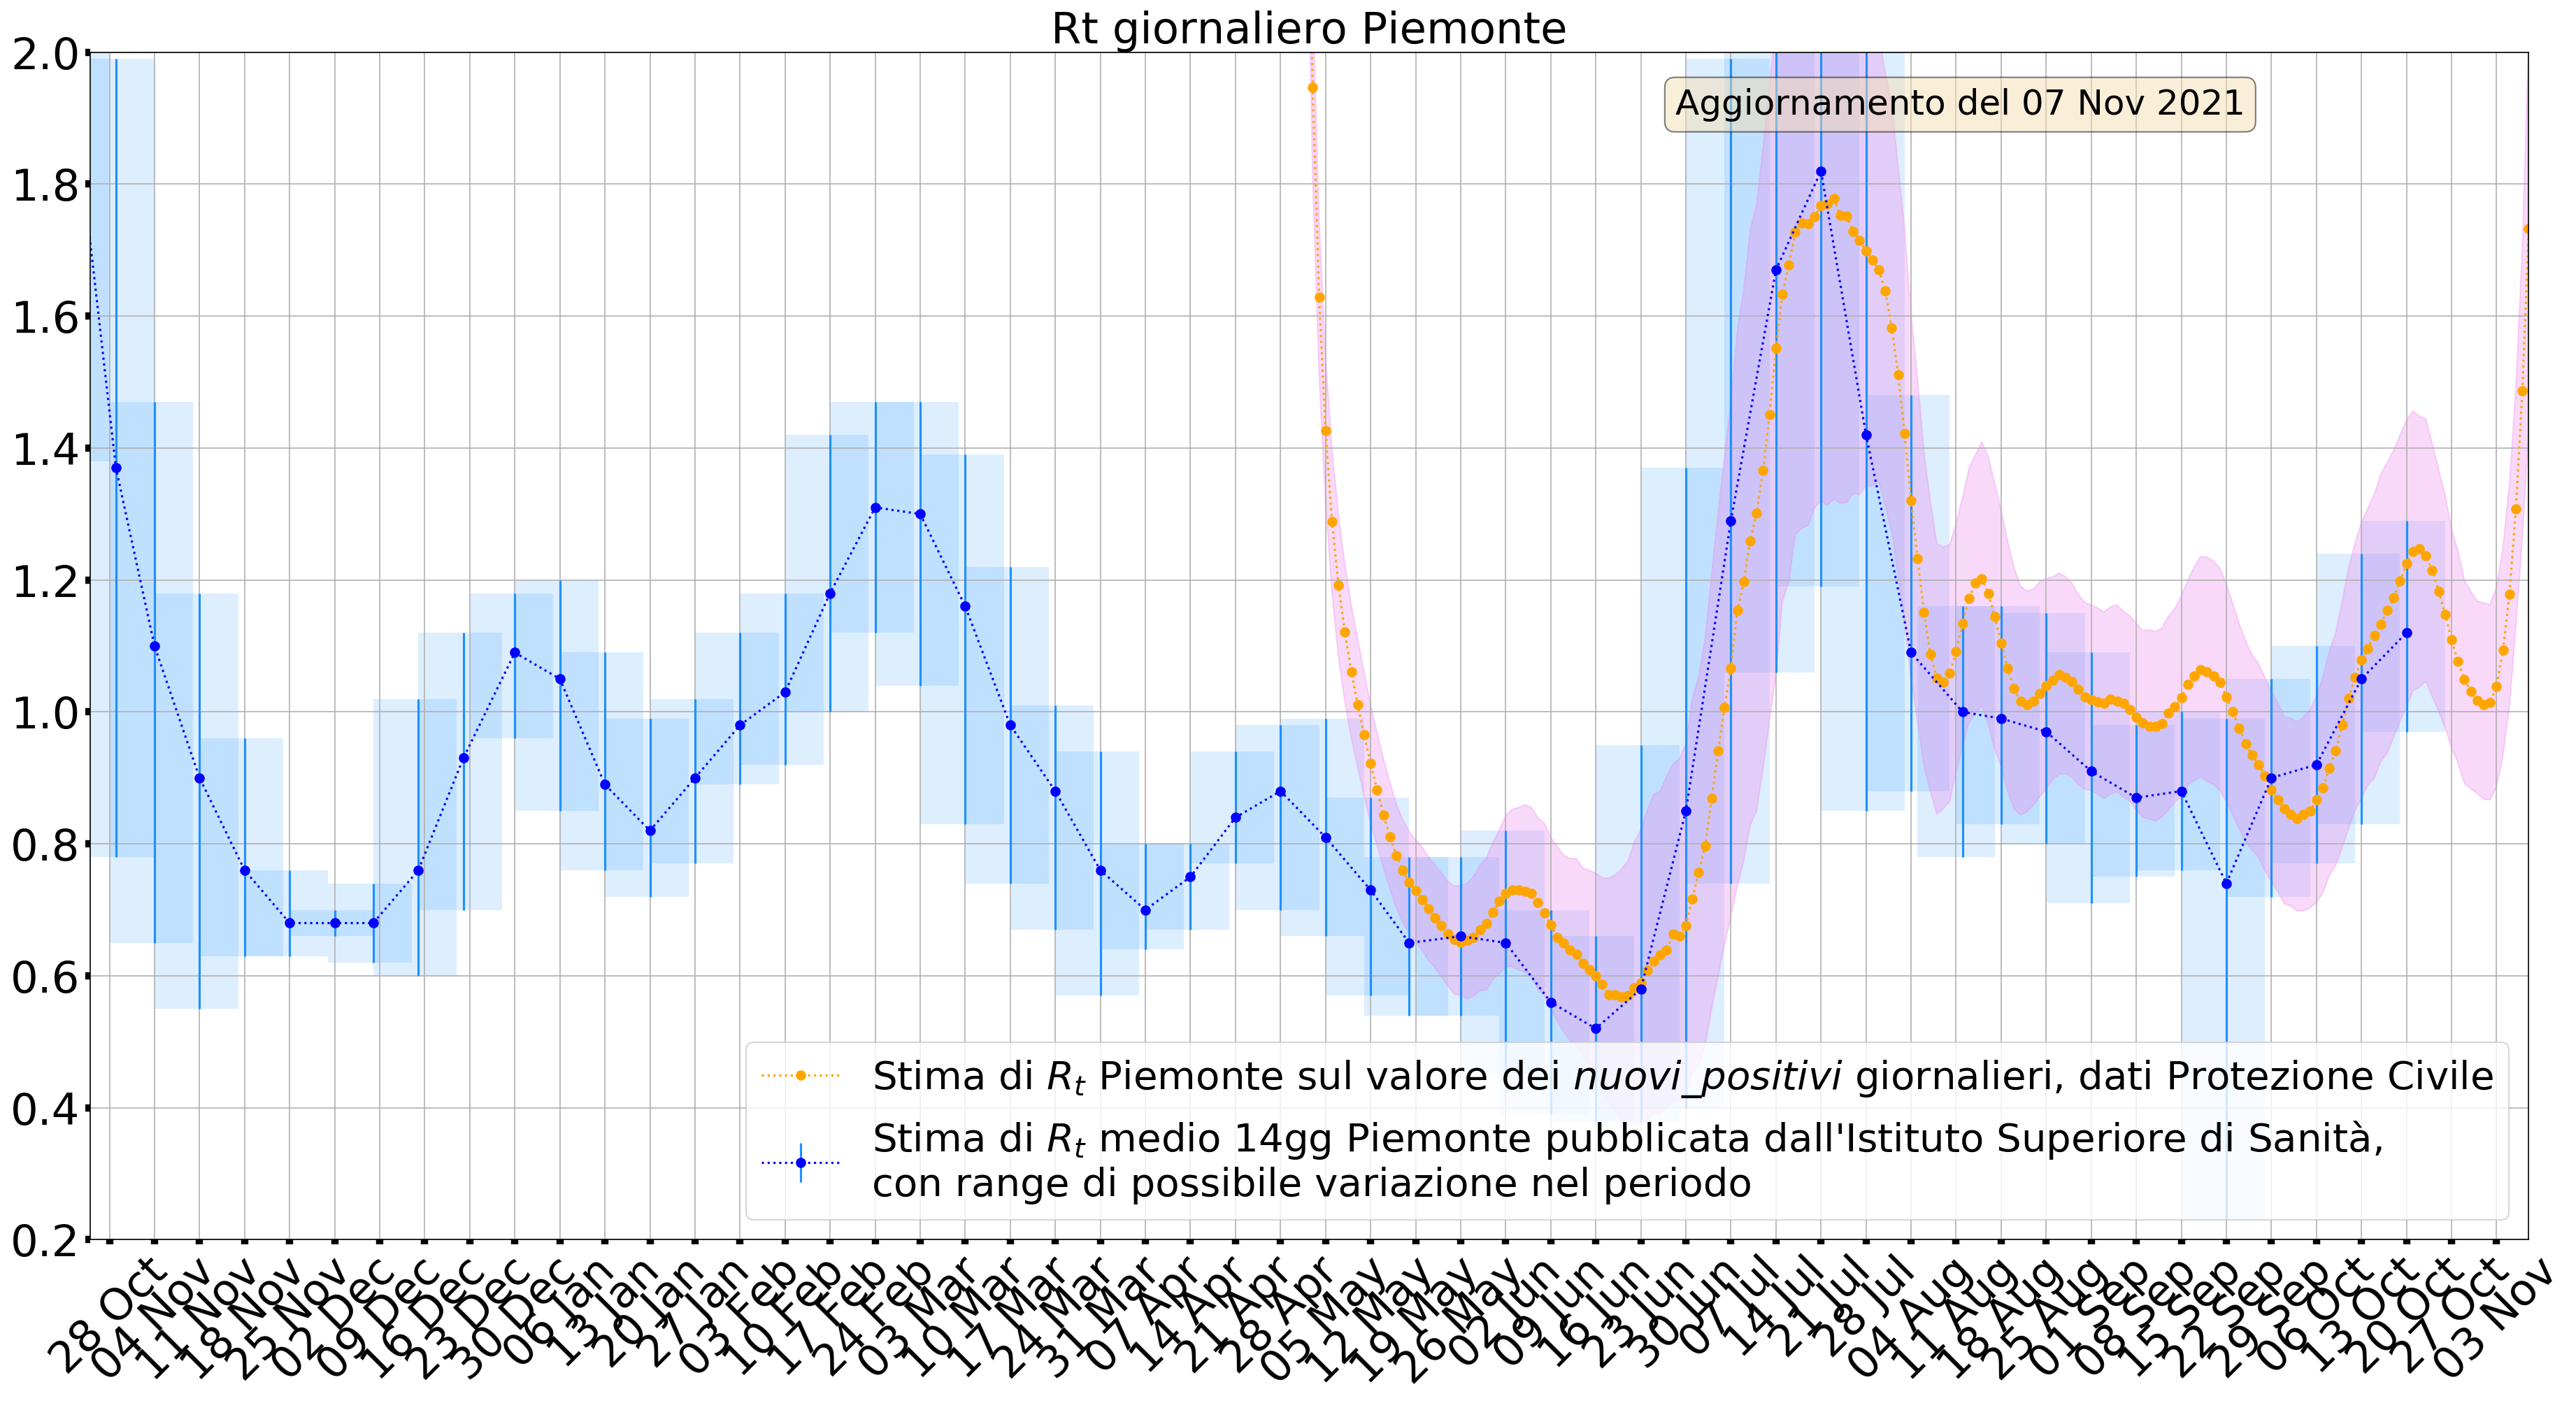 Rt giornaliero Piemonte
2.0
1.8
1.6
1.4
1.2
1.0
0.8
0.6
0.4
0.2
Aggiornamento del 07 Nov 2021
Stima di Rt Piemonte sul valore dei nuovi_positivi giornalieri, dati Protezione Civile
Stima di Rt medio 14gg Piemonte pubblicata dall'Istituto Superiore di Sanità,
con range di possibile variazione nel periodo
28 Oct
04 Nov
11 Nov
18 Nov
25 Nov
02 Dec
09 Dec
16 Dec
23 Dec
30 Dec
06 Jan
13 Jan
20 Jan
27 Jan
03 Feb
10 Feb
17 Feb
24 Feb
03 Mar
10 Mar
17 Mar
24 Mar
31 Mar
07 Apr
14 Apr
21 Apr
28 Apr
05 May
12 May
19 May
26 May
02 Jun
09 Jun
16 Jun
23 Jun
30 Jun
07 Jul
14 Jul
21 Jul
28 Jul
04 Aug
11 Aug
18 Aug
25 Aug
01 Sep
08 Sep
15 Sep
22 Sep
29 Sep
06 Oct
13 Oct
20 Oct
27 Oct
03 Nov